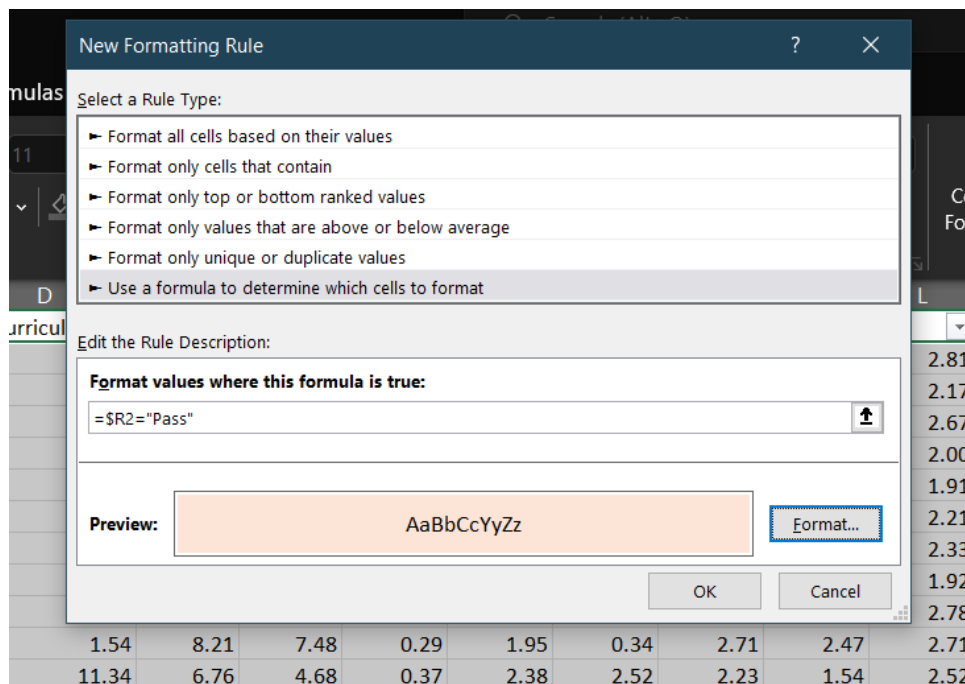 New Formatting Rule ? X
mulas
Select a Rule Type:
► Format all cells based on their values
11
► Format only cells that contain
► Format only top or bottom ranked values
► Format only values that are above or below average
► Format only unique or duplicate values
► Use a formula to determine which cells to format
D
L
urricul
Edit the Rule Description:
Format values where this formula is true:
=$R2="Pass"
Preview:
AaBbCcYyZz
Format...
OK
Cancel
2.81
2.17
2.67
2.00
1.91
2.21
2.33
1.92
2.78
1.54 8.21 7.48 0.29 1.95 0.34 2.71 2.47 2.71
11.34 6.76 4.68 0.37 2.38 2.52 2.23 1.54 2.52